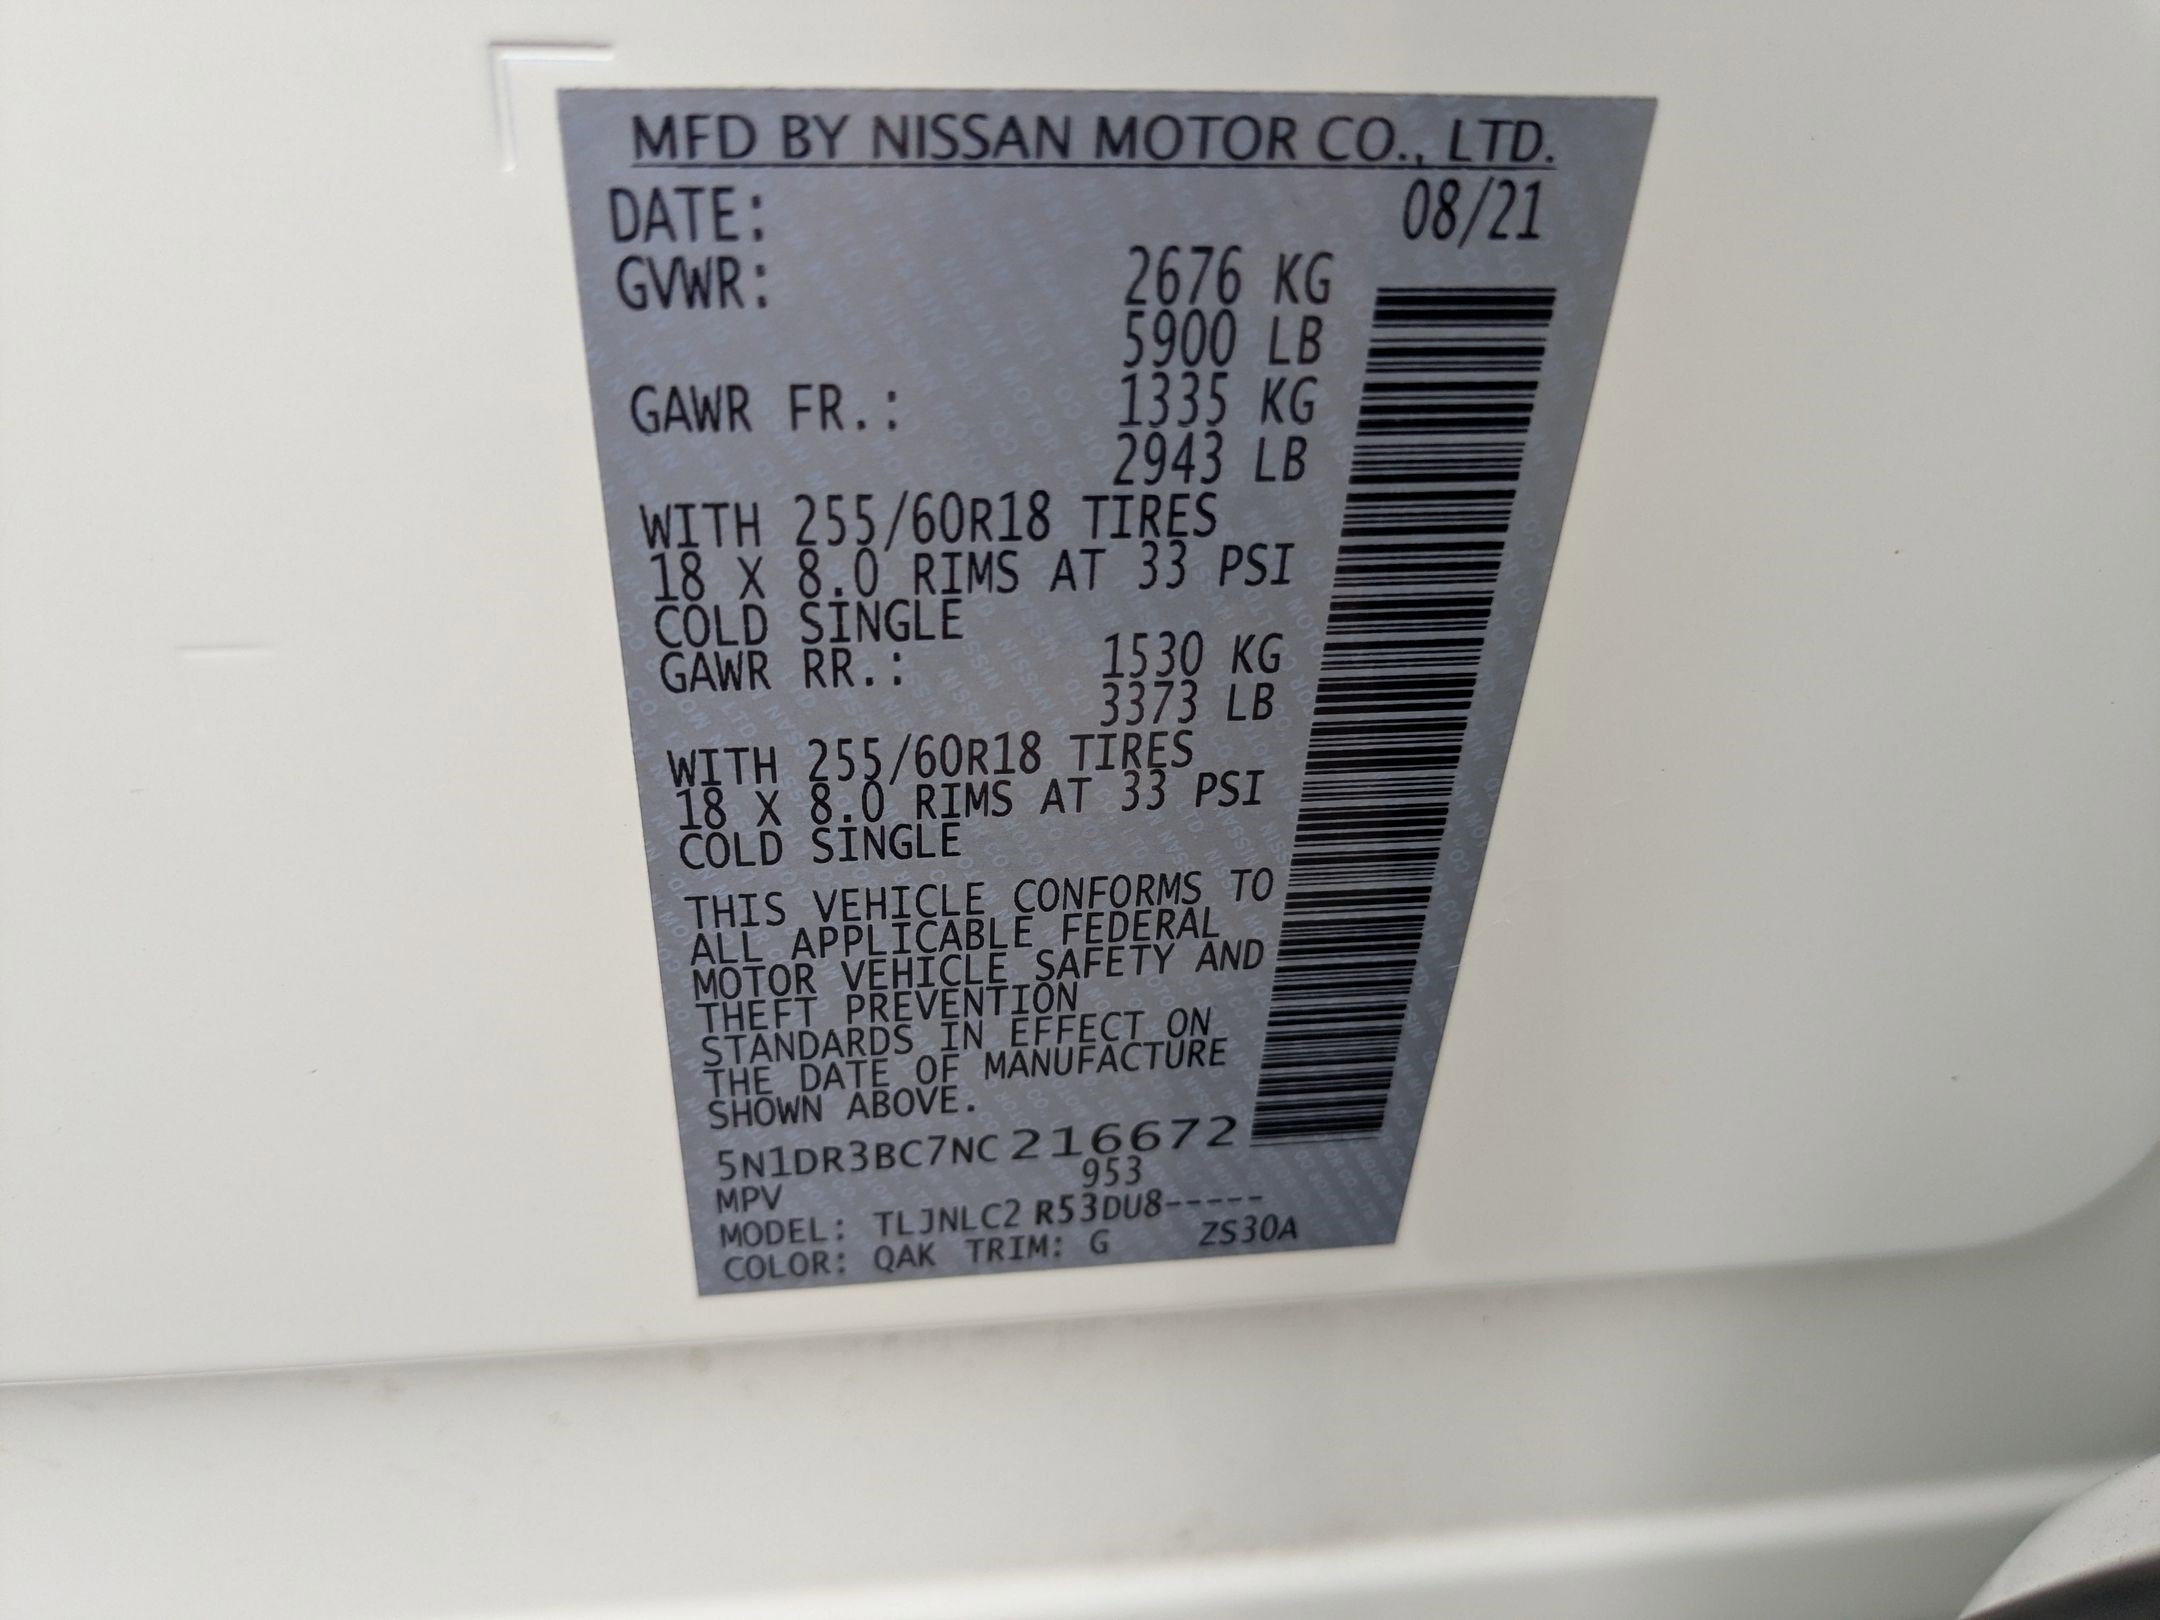 MFD BY NISSAN MOTOR CO., LTD.
DATE: 08/21
GVWR: 2676 KG
5900 LB
GAWR FR.: 1335 KG
2943 LB
WITH 255/60R18 TIRES
18 X 8.0 RIMS AT 33 PSI
COLD SINGLE
GAWR RR.: 1530 KG
3373 LB
WITH 255/60R18 TIRES
18 X 8.0 RIMS AT 33 PSI
COLD SINGLE
THIS VEHICLE CONFORMS TO
ALL APPLICABLE FEDERAL
MOTOR VEHICLE SAFETY AND
THEFT PREVENTION
STANDARDS IN EFFECT ON
THE DATE OF MANUFACTURE
SHOWN ABOVE.
5N1DR3BC7NC216672
MPV 953
MODEL: TLJNLC2 R53DU8-----
COLOR: QAK TRIM: G ZS30A